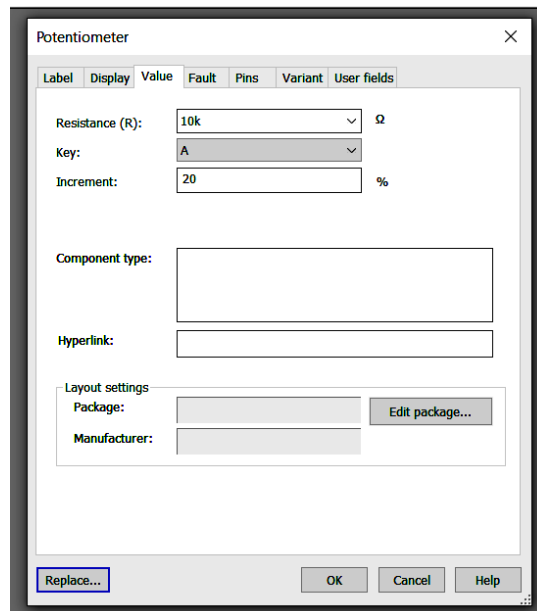 Potentiometer
Label Display Value Fault Pins Variant User fields
Resistance (R): 10k Ω
Key: A
Increment: 20 %
Component type:
Hyperlink:
Layout settings
Package: Edit package...
Manufacturer:
Replace... OK Cancel Help